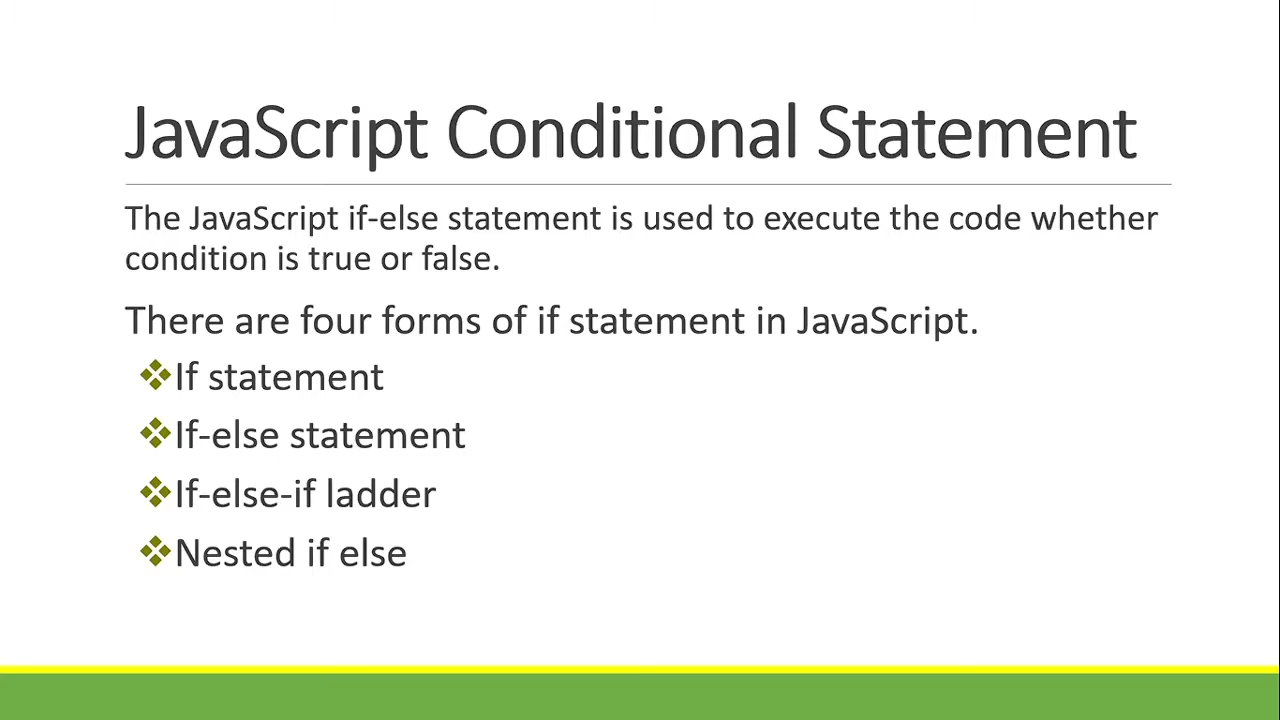 JavaScript Conditional Statement
The JavaScript if-else statement is used to execute the code whether
condition is true or false.
There are four forms of if statement in JavaScript.
❖If statement
❖If-else statement
❖If-else-if ladder
❖Nested if else